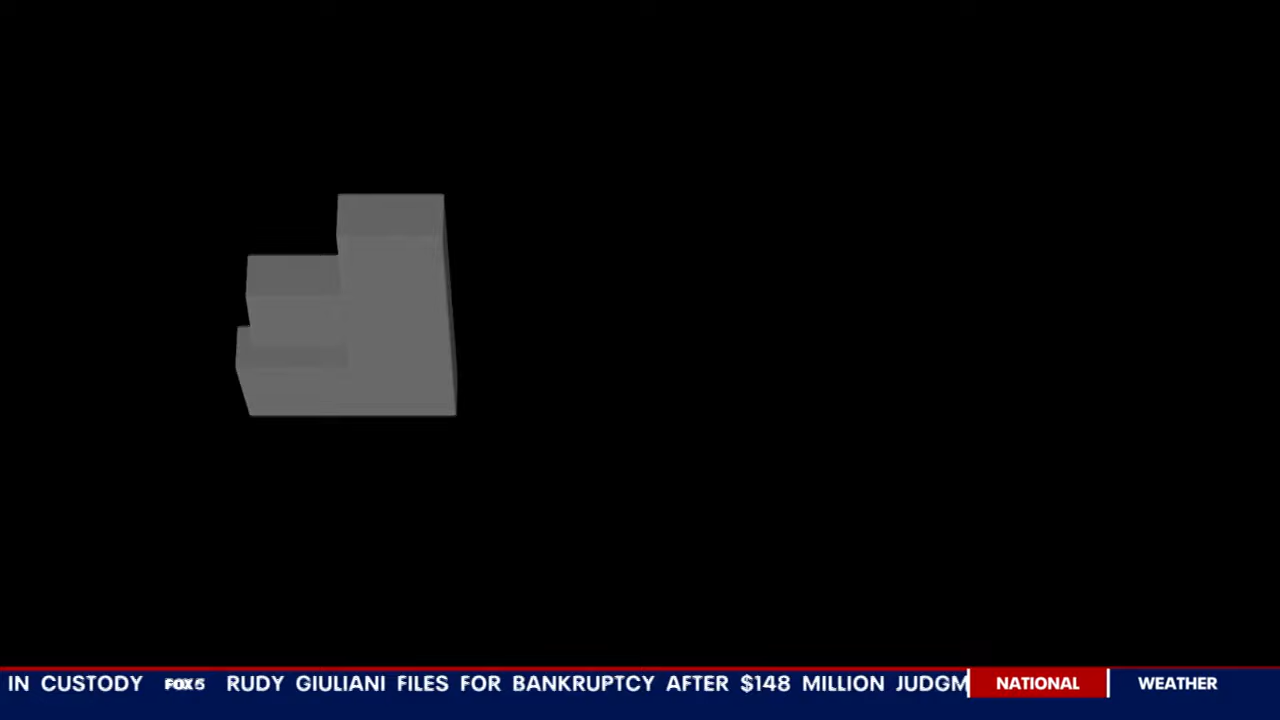 IN CUSTODY FOX 5 RUDY GIULIANI FILES FOR BANKRUPTCY AFTER $148 MILLION JUDGM NATIONAL WEATHER